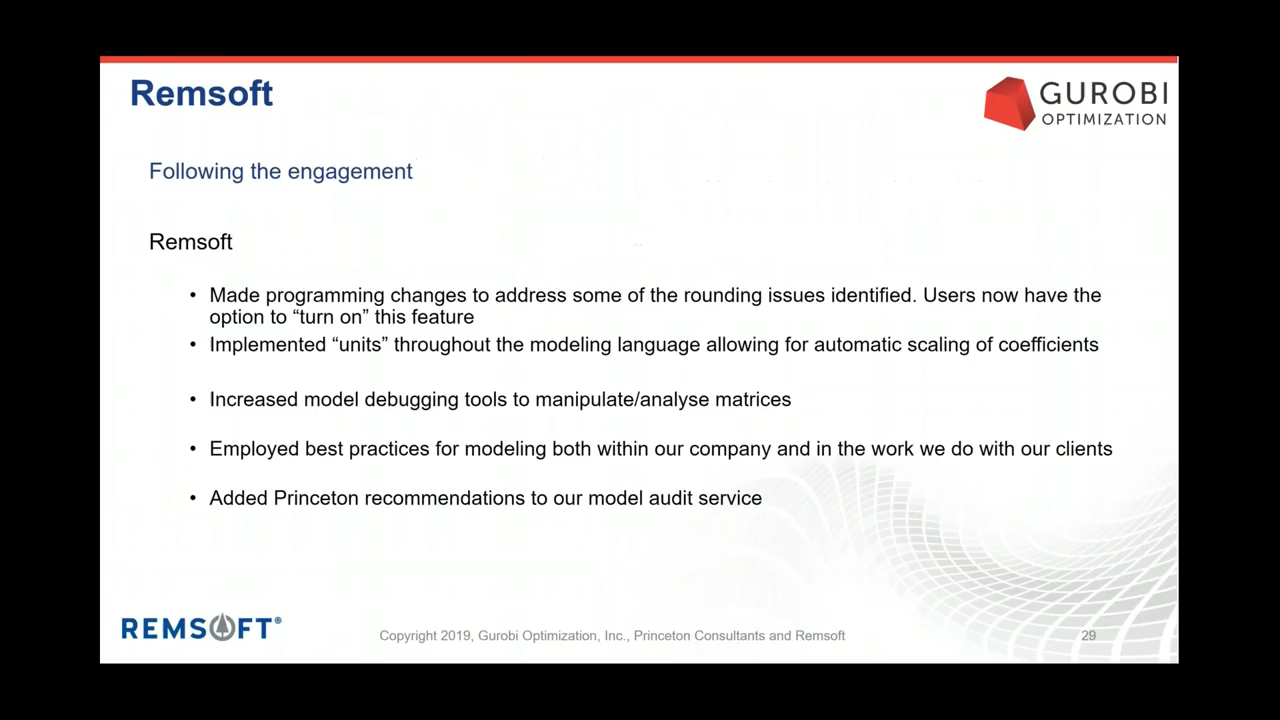 Remsoft
GUROBI
OPTIMIZATION
Following the engagement
Remsoft
• Made programming changes to address some of the rounding issues identified. Users now have the
option to “turn on” this feature
• Implemented “units” throughout the modeling language allowing for automatic scaling of coefficients
• Increased model debugging tools to manipulate/analyse matrices
• Employed best practices for modeling both within our company and in the work we do with our clients
• Added Princeton recommendations to our model audit service
REMSOFT®
Copyright 2019, Gurobi Optimization, Inc., Princeton Consultants and Remsoft
29